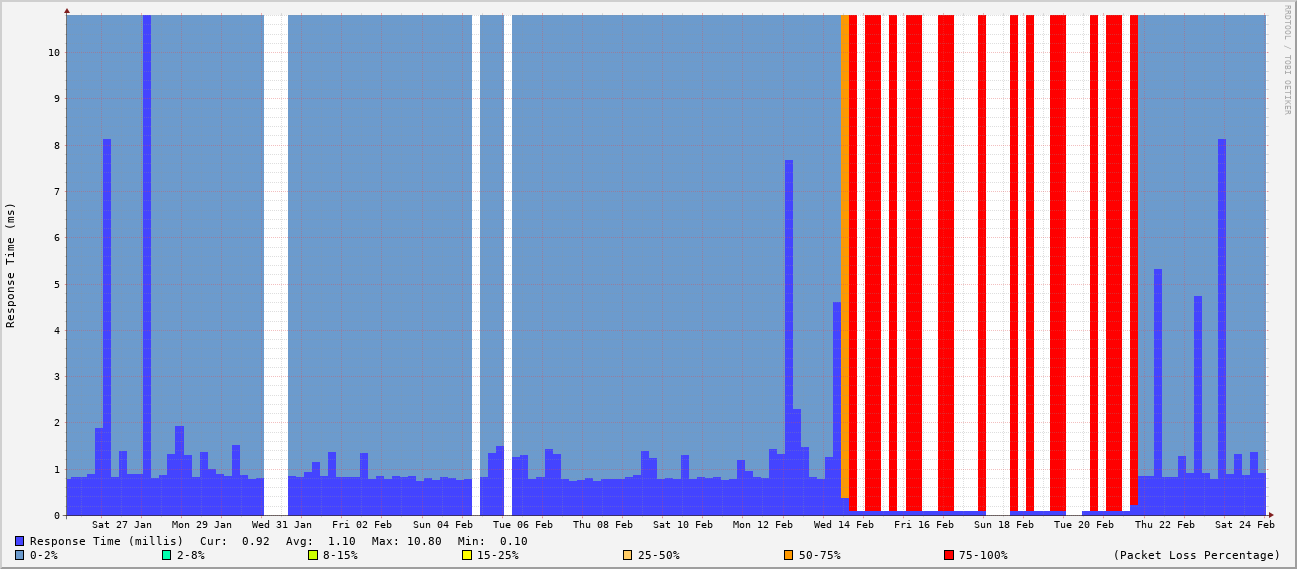 RRDTOOL / TOBI OETIKER
Response Time (ms)
10
9
8
7
6
5
4
3
2
1
0
Sat 27 Jan Mon 29 Jan Wed 31 Jan Fri 02 Feb Sun 04 Feb Tue 06 Feb Thu 08 Feb Sat 10 Feb Mon 12 Feb Wed 14 Feb Fri 16 Feb Sun 18 Feb Tue 20 Feb Thu 22 Feb Sat 24 Feb
Response Time (millis) Cur: 0.92 Avg: 1.10 Max: 10.80 Min: 0.10
0-2% 2-8% 8-15% 15-25% 25-50% 50-75% 75-100% (Packet Loss Percentage)